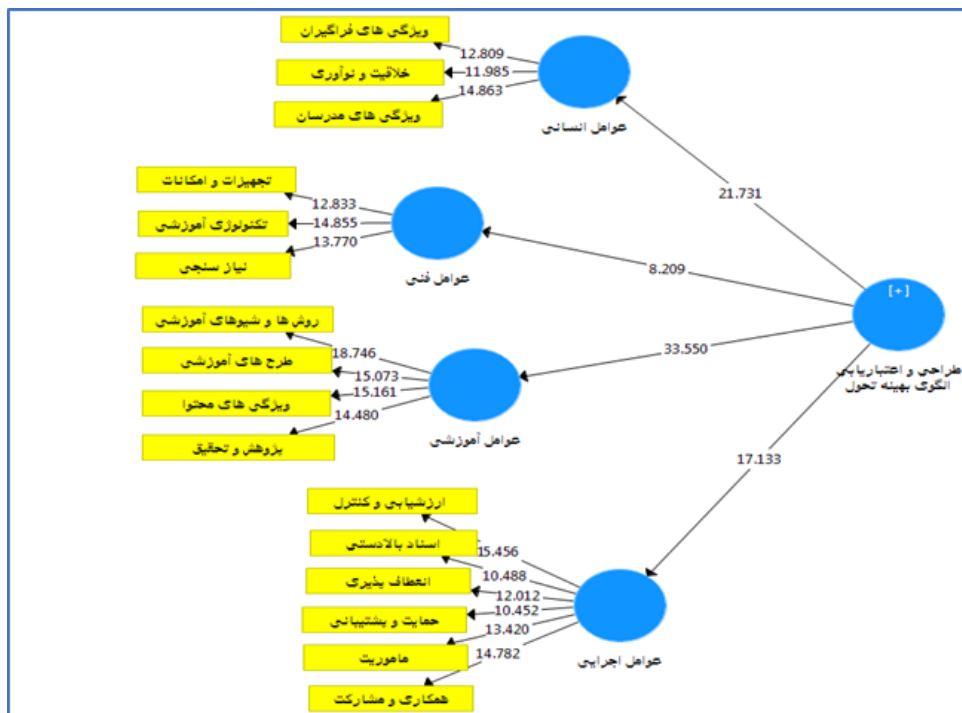 ویژگی های فراگیران
12.809
خلاقیت و نوآوری
11.985
ویژگی های مدرسان
14.863
عوامل انسانی
21.731
تجهیزات و امکانات
12.833
تکنولوژی آموزشی
14.855
نیاز سنجی
13.770
عوامل فنی
8.209
[+]
طراحی و اعتباریابی
الگوی بهینه تحول
روش ها و شیوهای آموزشی
18.746
طرح های آموزشی
15.073
ویژگی های محتوا
15.161
پژوهش و تحقیق
14.480
عوامل آموزشی
33.550
17.133
ارزشیابی و کنترل
15.456
اسناد بالادستی
10.488
انعطاف پذیری
12.012
حمایت و پشتیبانی
10.452
ماموریت
13.420
همکاری و مشارکت
14.782
عوامل اجرایی